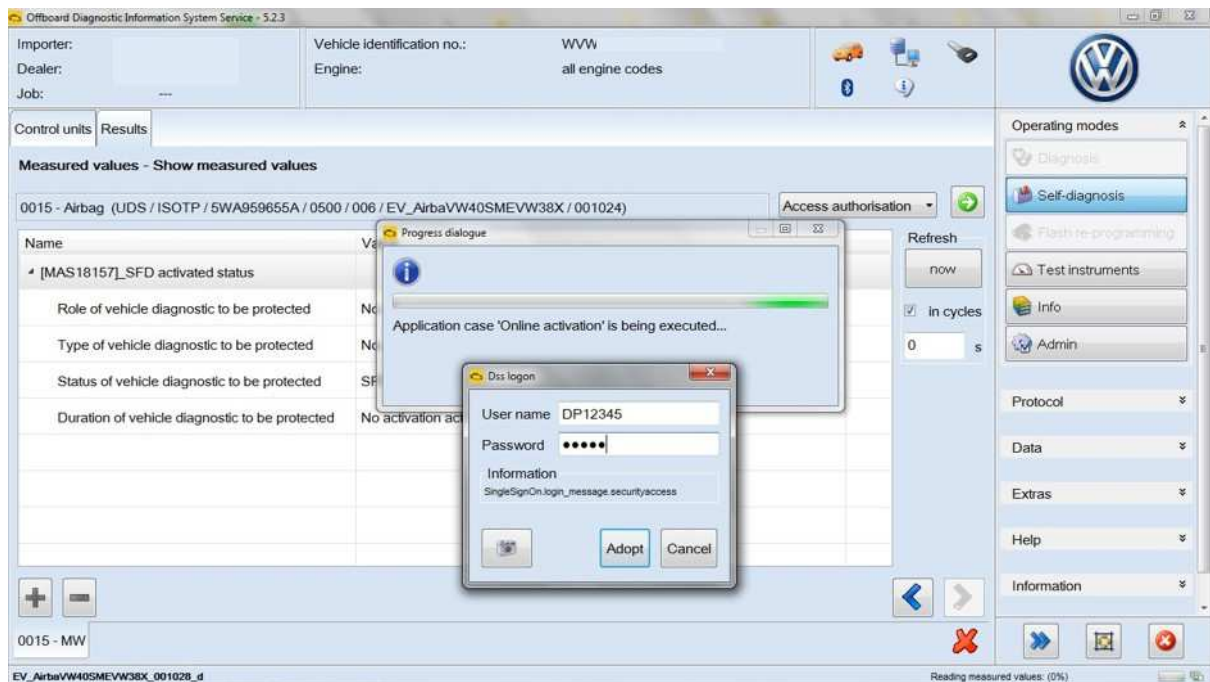 Offboard Diagnostic Information System Service - 5.2.3
Importer:
Dealer:
Job: ---
Vehicle identification no.: WVW
Engine: all engine codes
Control units Results
Measured values - Show measured values
0015 - Airbag (UDS / ISOTP / 5WA959655A / 0500 / 006 / EV_AirbaVW40SMEVW38X / 001024)
Access authorisation
Name
[MAS18157]_SFD activated status
Role of vehicle diagnostic to be protected
Type of vehicle diagnostic to be protected
Status of vehicle diagnostic to be protected
Duration of vehicle diagnostic to be protected No activation
Progress dialogue
Application case 'Online activation' is being executed...
Dss logon
User name DP12345
Password •••••
Information
SingleSignOn.login_message.securityaccess
Adopt Cancel
Refresh
now
in cycles
0 s
0015 - MW
EV_AirbaVW40SMEVW38X_001028_d
Reading measured values: (0%)
Operating modes
Diagnosis
Self-diagnosis
Flash re-programming
Test instruments
Info
Admin
Protocol
Data
Extras
Help
Information